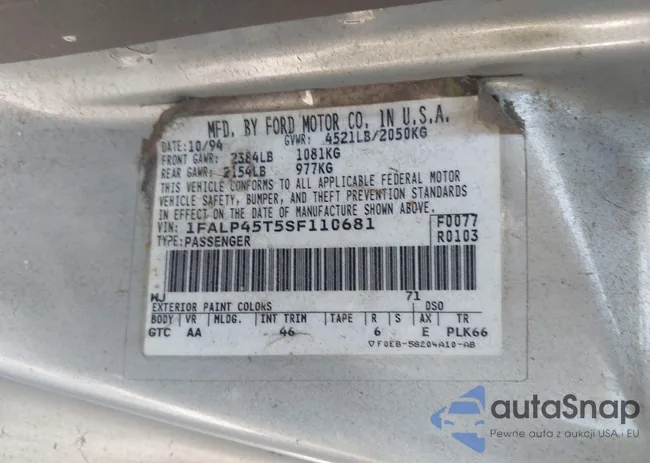 MFD. BY FORD MOTOR CO. IN U.S.A.
DATE: 10/94 GVWR: 4521LB/2050KG
FRONT GAWR: 2384LB 1081KG
REAR GAWR: 2154LB 977KG
THIS VEHICLE CONFORMS TO ALL APPLICABLE FEDERAL MOTOR
VEHICLE SAFETY, BUMPER, AND THEFT PREVENTION STANDARDS
IN EFFECT ON THE DATE OF MANUFACTURE SHOWN ABOVE.
VIN: 1FALP45T5SF110681 F0077
TYPE: PASSENGER R0103
WJ 71
EXTERIOR PAINT COLORS DSO
BODY VR MLDG. INT TRIM TAPE R S AX TR
GTC AA 46 6 E PLK66
▽F0EB-58204A10-AB
autoSnap
Pewne auta z aukcji USA i EU